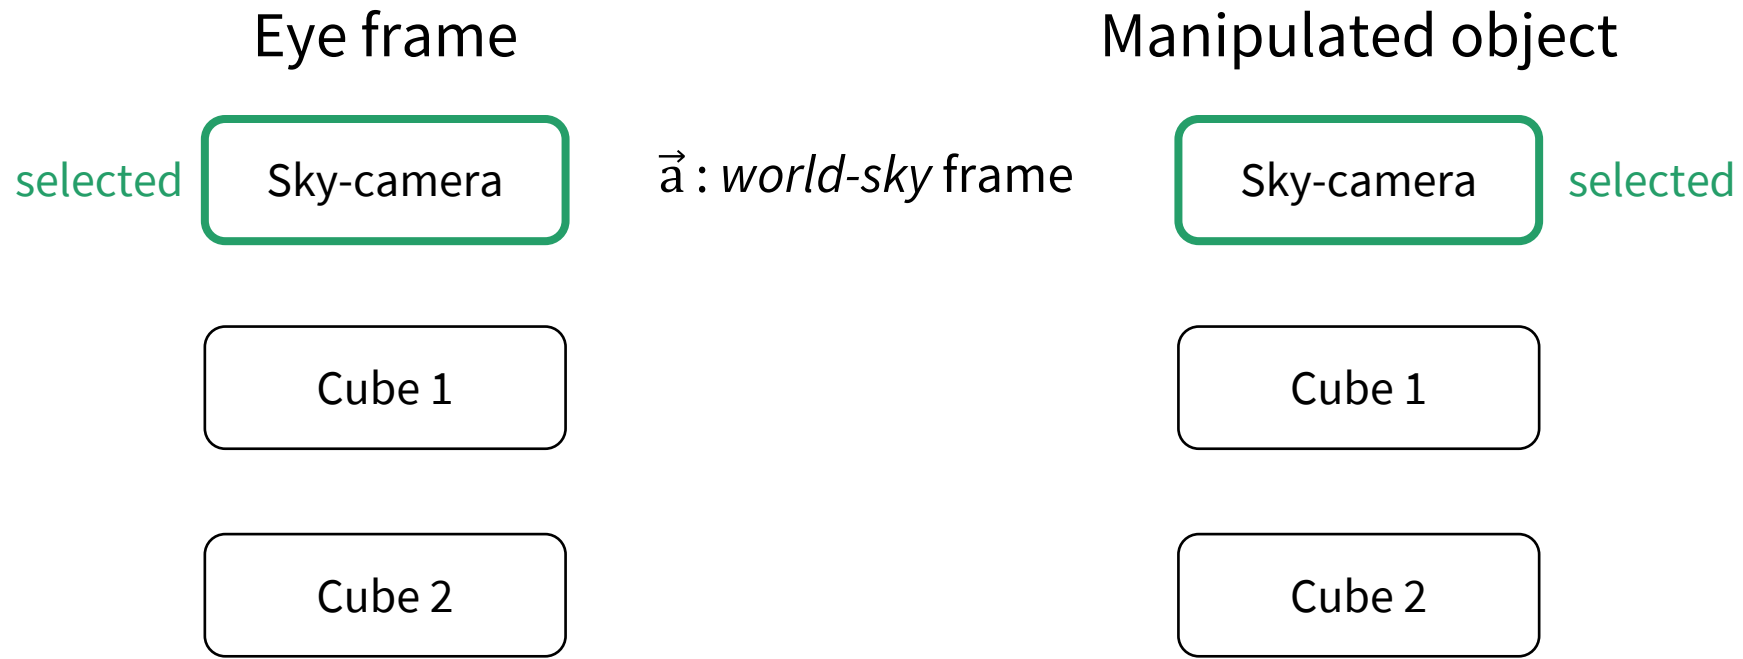 Eye frame
Manipulated object
selected
Sky-camera
a⃗ : world-sky frame
Sky-camera
selected
Cube 1
Cube 1
Cube 2
Cube 2